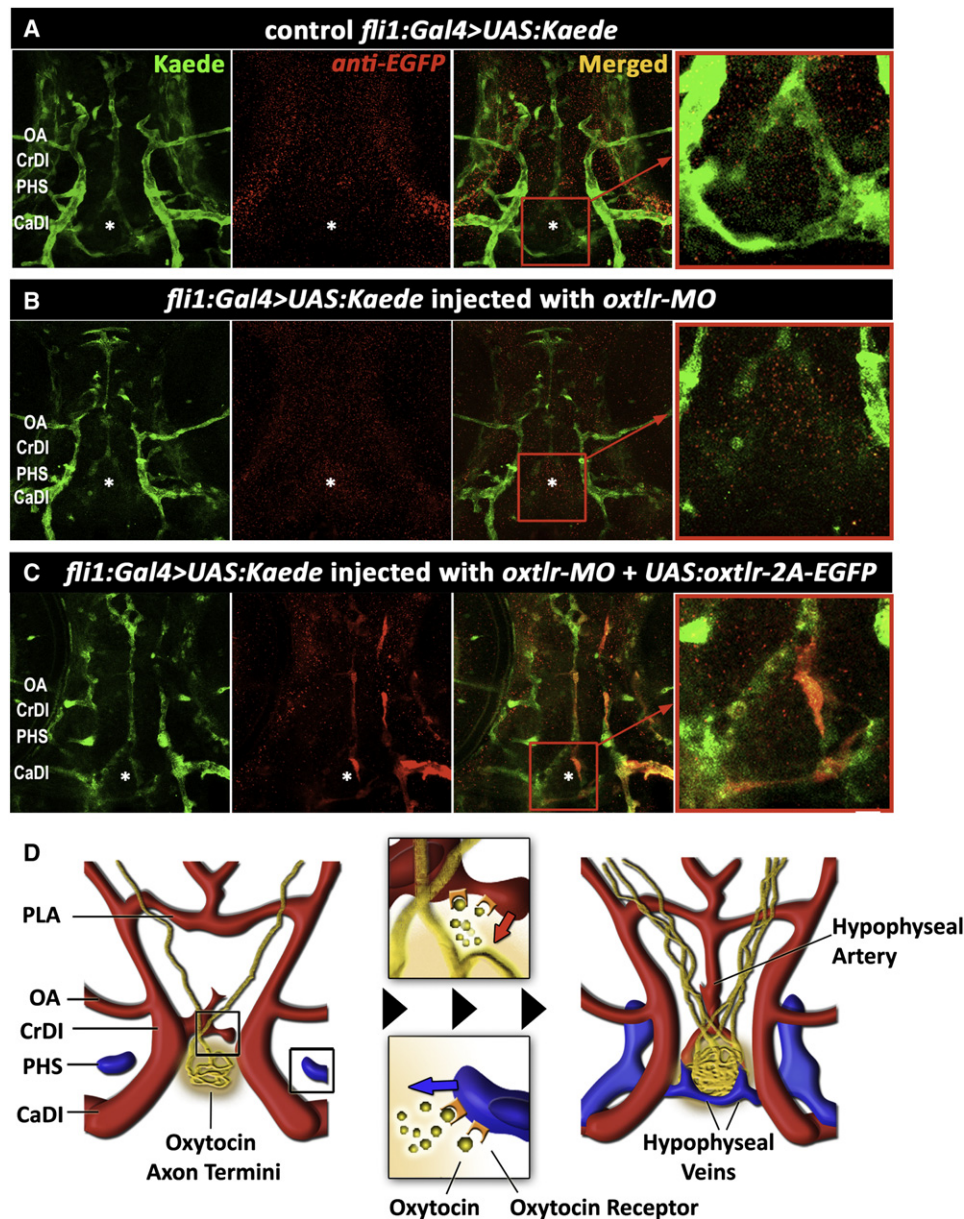 A
control fli1:Gal4>UAS:Kaede
Kaede
anti-EGFP
Merged
OA
CrDI
PHS
CaDI
*
*
*
B
fli1:Gal4>UAS:Kaede injected with oxtlr-MO
OA
CrDI
PHS
CaDI
*
*
*
C
fli1:Gal4>UAS:Kaede injected with oxtlr-MO + UAS:oxtlr-2A-EGFP
OA
CrDI
PHS
CaDI
*
*
*
D
PLA
OA
CrDI
PHS
CaDI
Oxytocin
Axon Termini
Oxytocin
Oxytocin Receptor
Hypophyseal
Artery
Hypophyseal
Veins